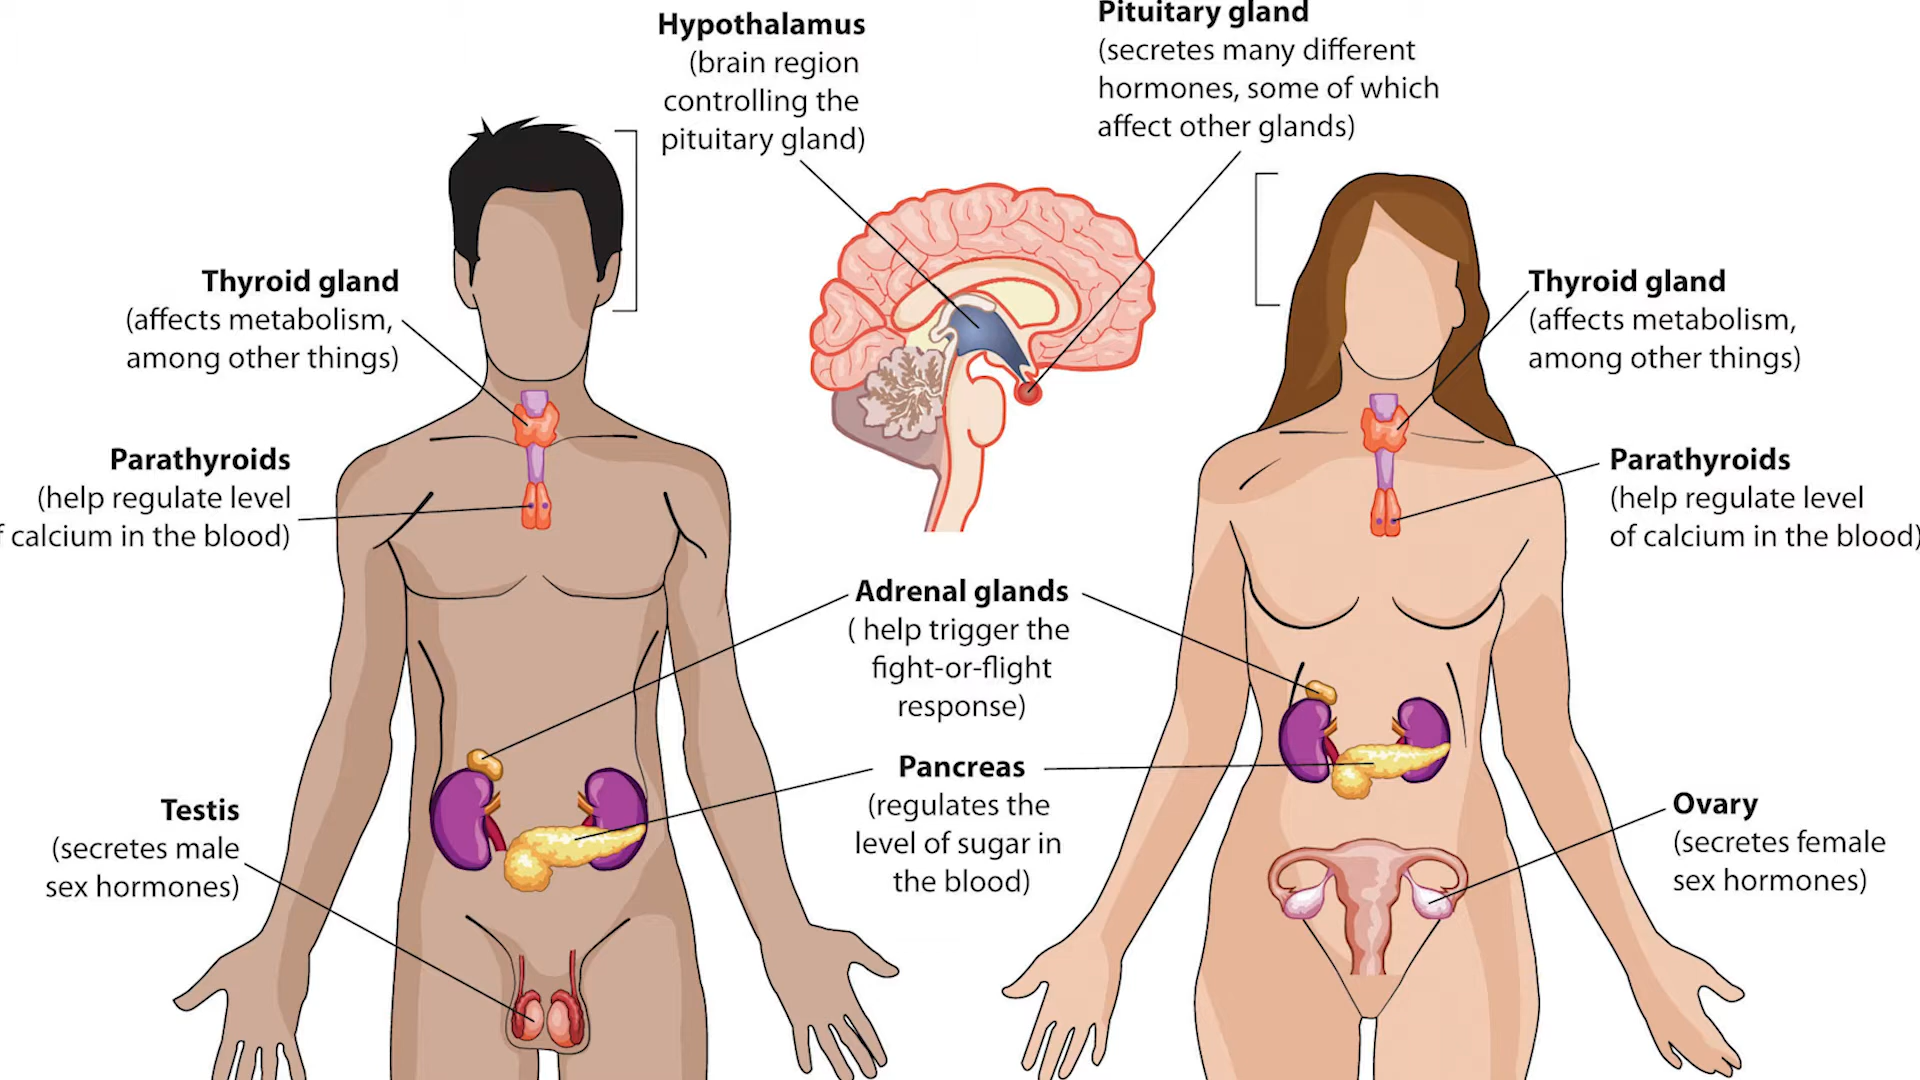 Hypothalamus
(brain region
controlling the
pituitary gland)
Pituitary gland
(secretes many different
hormones, some of which
affect other glands)
Thyroid gland
(affects metabolism,
among other things)
Thyroid gland
(affects metabolism,
among other things)
Parathyroids
(help regulate level
f calcium in the blood)
Parathyroids
(help regulate level
of calcium in the blood)
Adrenal glands
( help trigger the
fight-or-flight
response)
Pancreas
(regulates the
level of sugar in
the blood)
Testis
(secretes male
sex hormones)
Ovary
(secretes female
sex hormones)